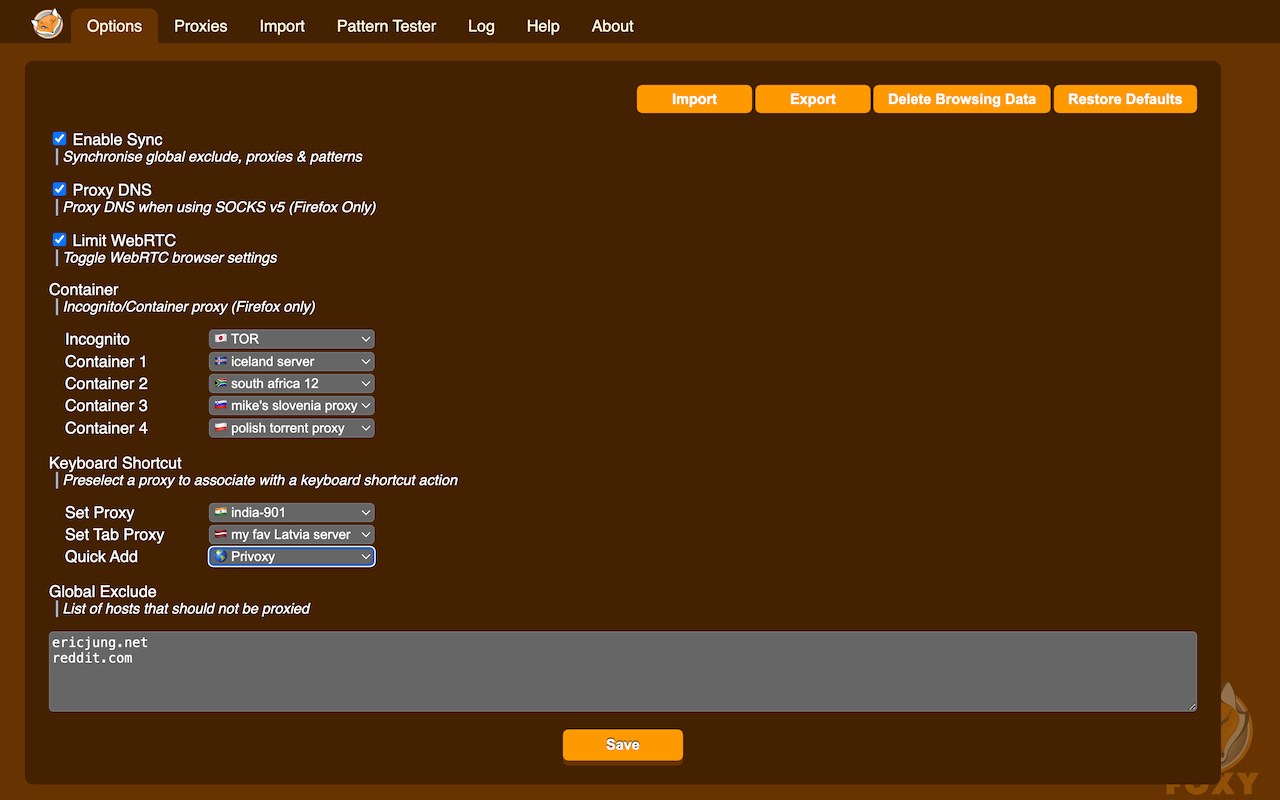 Options Proxies Import Pattern Tester Log Help About
Import Export Delete Browsing Data Restore Defaults
Enable Sync
Synchronise global exclude, proxies & patterns
Proxy DNS
Proxy DNS when using SOCKS v5 (Firefox Only)
Limit WebRTC
Toggle WebRTC browser settings
Container
Incognito/Container proxy (Firefox only)
Incognito TOR
Container 1 iceland server
Container 2 south africa 12
Container 3 mike's slovenia proxy
Container 4 polish torrent proxy
Keyboard Shortcut
Preselect a proxy to associate with a keyboard shortcut action
Set Proxy india-901
Set Tab Proxy my fav Latvia server
Quick Add Privoxy
Global Exclude
List of hosts that should not be proxied
ericjung.net
reddit.com
Save
FOXY